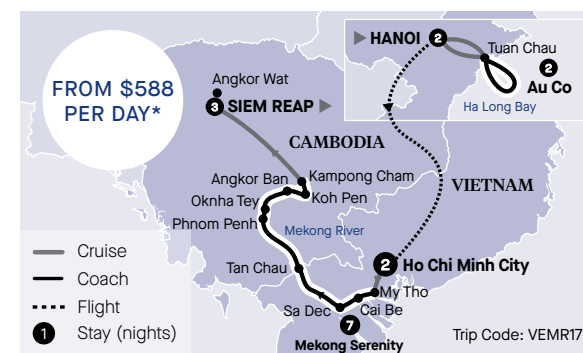 FROM $588
PER DAY*
Angkor Wat
3 SIEM REAP
HANOI 2
Tuan Chau
2
Au Co
Ha Long Bay
CAMBODIA
VIETNAM
Angkor Ban
Kampong Cham
Oknha Tey
Koh Pen
Phnom Penh
Mekong River
Tan Chau
2 Ho Chi Minh City
My Tho
Sa Dec
Cai Be
7
Mekong Serenity
Cruise
Coach
Flight
1 Stay (nights)
Trip Code: VEMR17